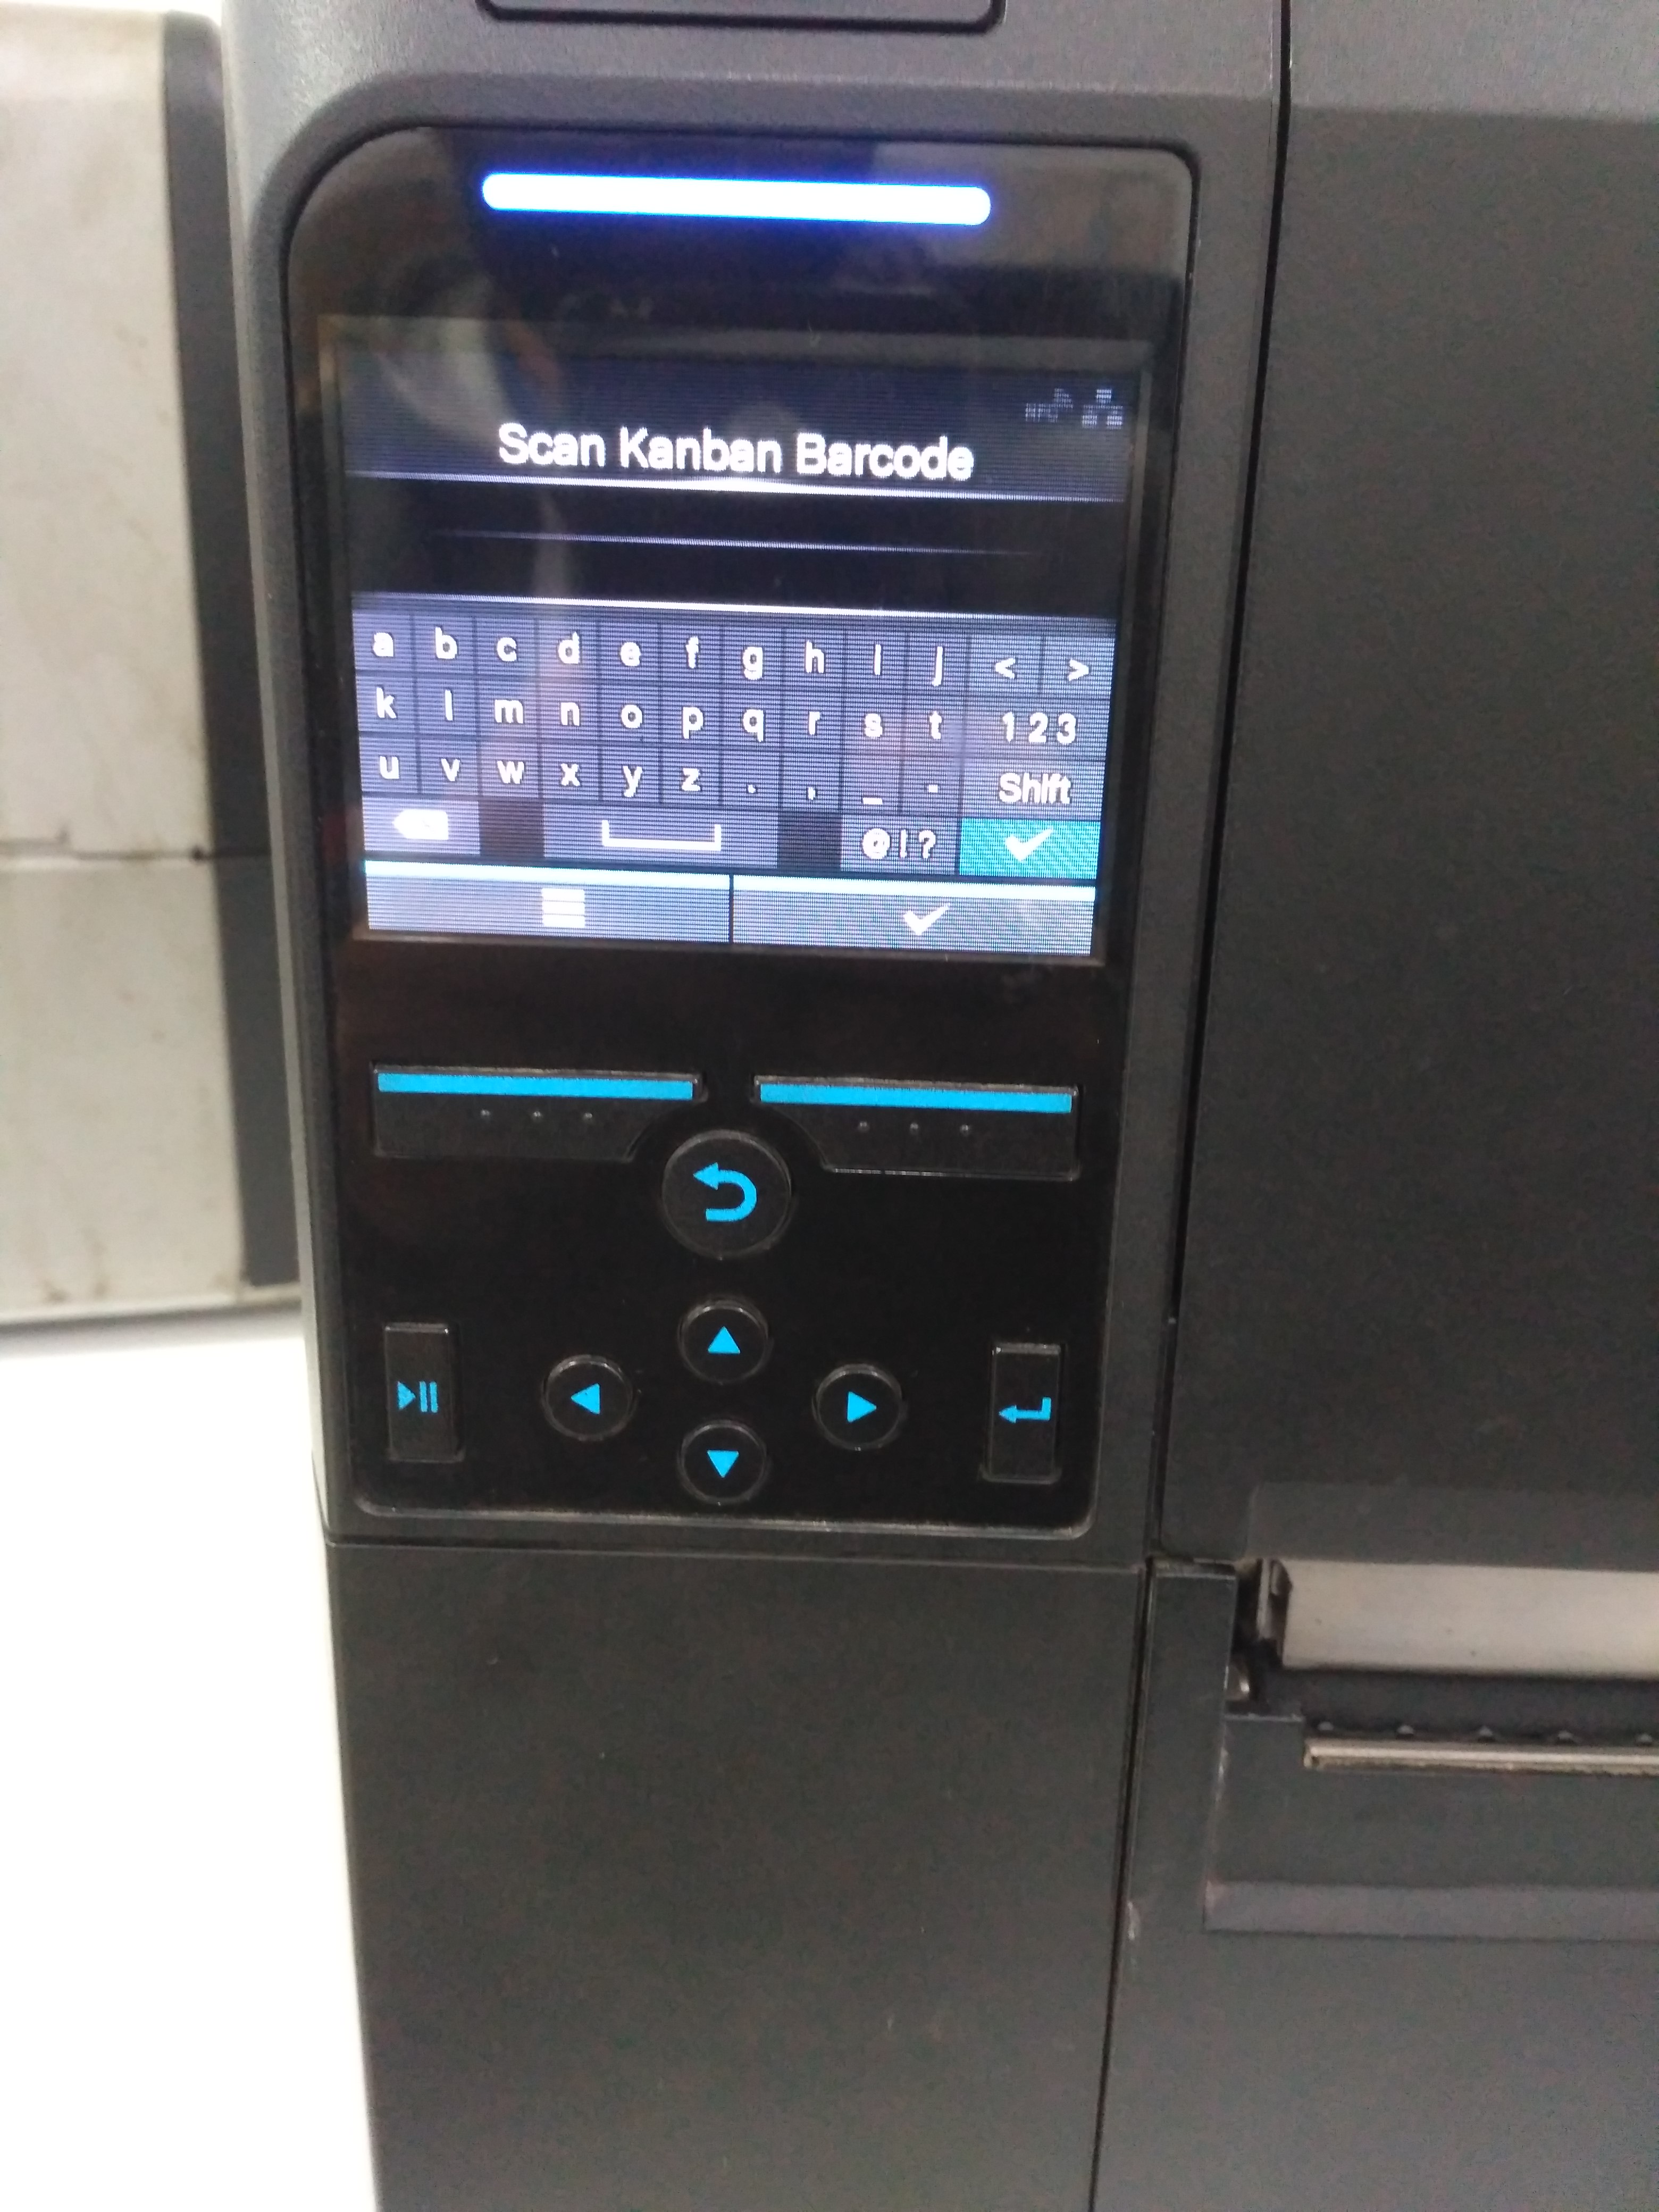 Scan Kanban Barcode
a b c d e f g h i j < >
k l m n o p q r s t 123
u v w x y z . , _ - Shift
@!?